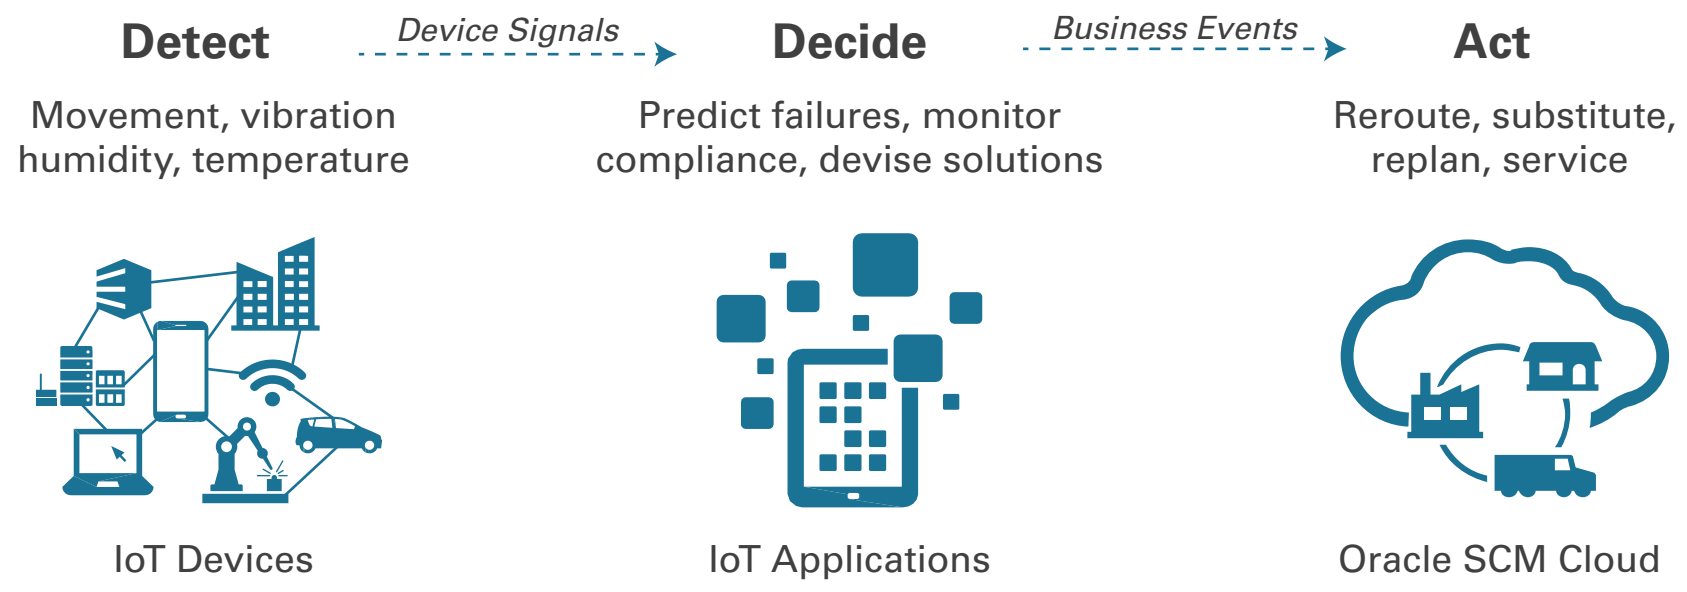 Detect
Device Signals
Decide
Business Events
Act
Movement, vibration
humidity, temperature
Predict failures, monitor
compliance, devise solutions
Reroute, substitute,
replan, service
IoT Devices
IoT Applications
Oracle SCM Cloud